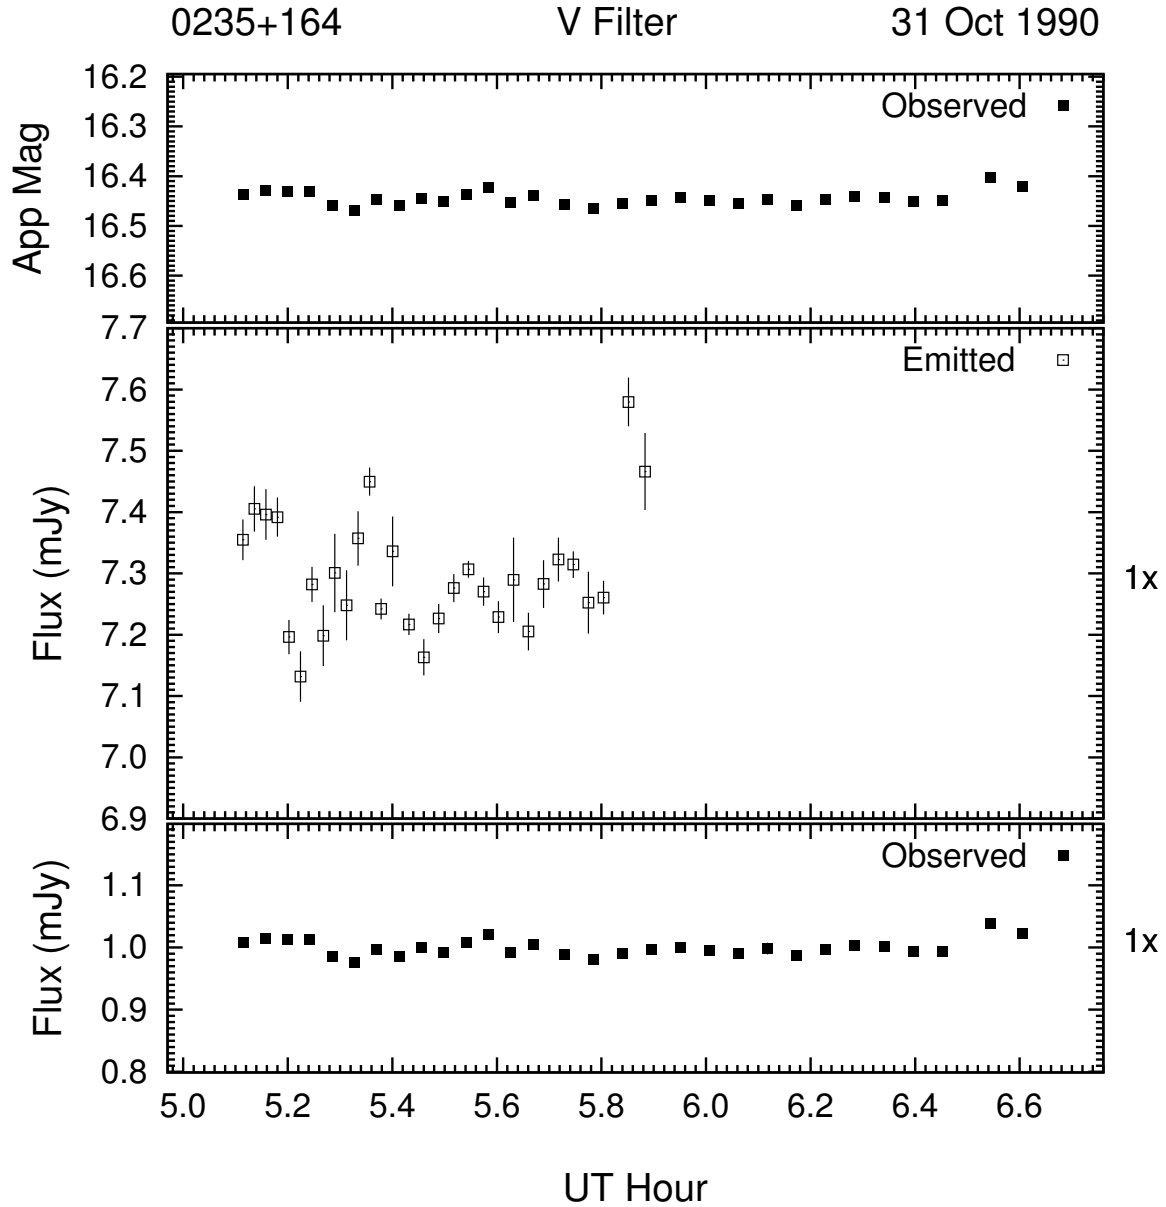 0235+164 V Filter 31 Oct 1990
16.2
16.3
16.4
16.5
16.6
App Mag
Observed
7.7
7.6
7.5
7.4
7.3
7.2
7.1
7.0
6.9
Flux (mJy)
Emitted
1x
1.1
1.0
0.9
0.8
Flux (mJy)
Observed
1x
5.0 5.2 5.4 5.6 5.8 6.0 6.2 6.4 6.6
UT Hour